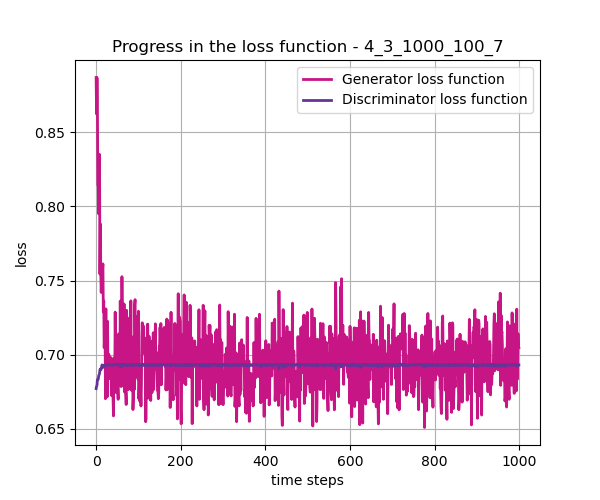 Progress in the loss function - 4_3_1000_100_7
Generator loss function
Discriminator loss function
0.85
0.80
0.75
0.70
0.65
loss
0
200
400
600
800
1000
time steps